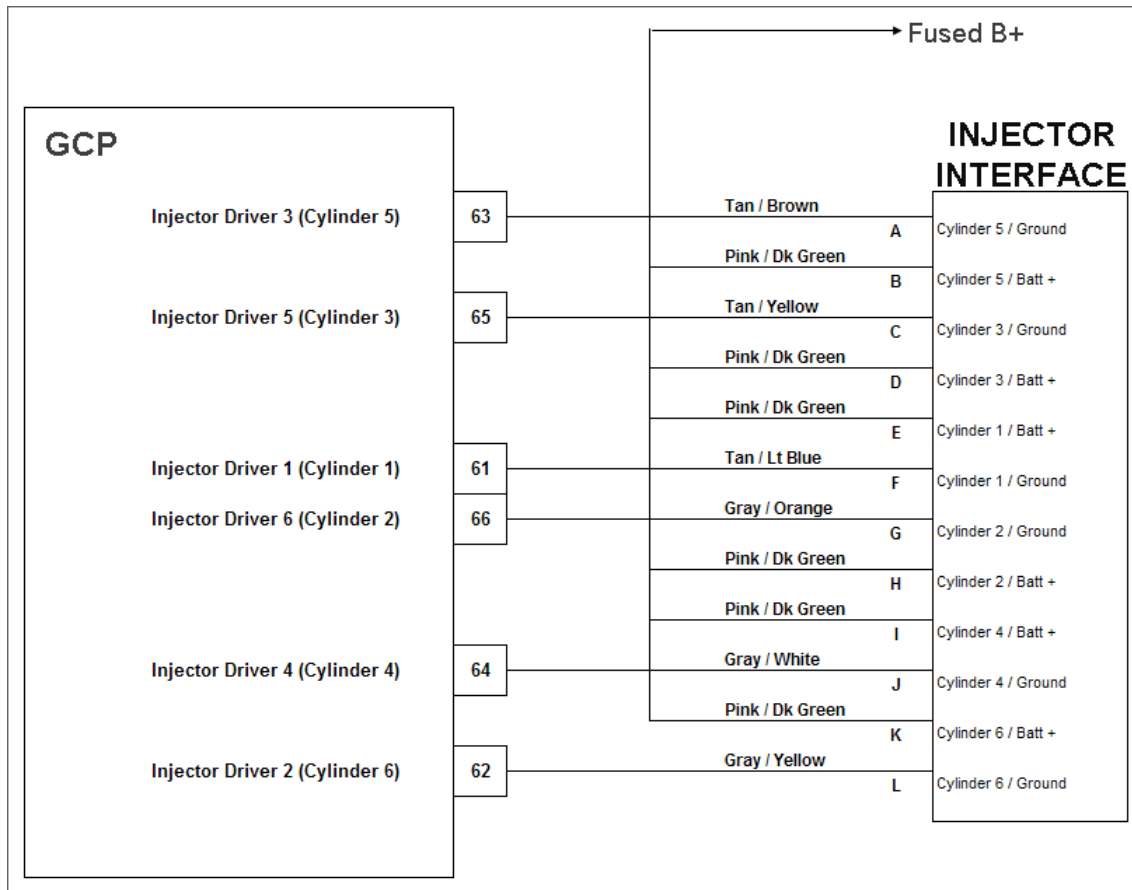 Fused B+
GCP
INJECTOR
INTERFACE
Injector Driver 3 (Cylinder 5)
63
Tan / Brown
A
Cylinder 5 / Ground
Pink / Dk Green
B
Cylinder 5 / Batt +
Injector Driver 5 (Cylinder 3)
65
Tan / Yellow
C
Cylinder 3 / Ground
Pink / Dk Green
D
Cylinder 3 / Batt +
Pink / Dk Green
E
Cylinder 1 / Batt +
Injector Driver 1 (Cylinder 1)
61
Tan / Lt Blue
F
Cylinder 1 / Ground
Injector Driver 6 (Cylinder 2)
66
Gray / Orange
G
Cylinder 2 / Ground
Pink / Dk Green
H
Cylinder 2 / Batt +
Pink / Dk Green
I
Cylinder 4 / Batt +
Injector Driver 4 (Cylinder 4)
64
Gray / White
J
Cylinder 4 / Ground
Pink / Dk Green
K
Cylinder 6 / Batt +
Injector Driver 2 (Cylinder 6)
62
Gray / Yellow
L
Cylinder 6 / Ground